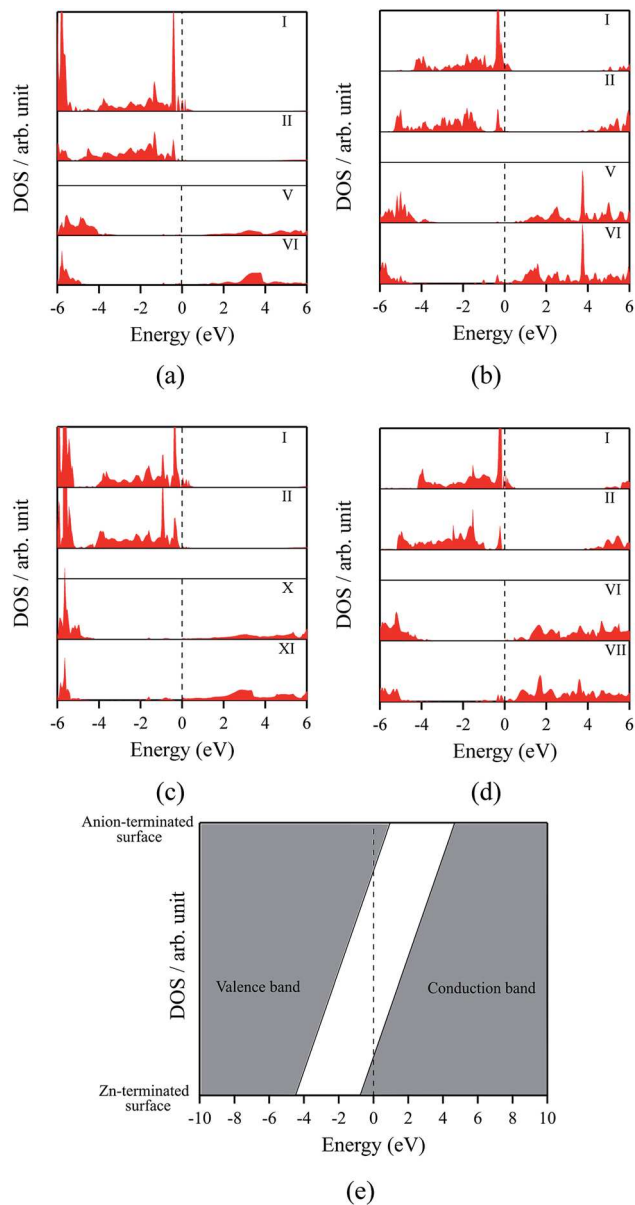 DOS / arb. unit
I
II
V
VI
-6 -4 -2 0 2 4 6
Energy (eV)
(a)
DOS / arb. unit
I
II
V
VI
-6 -4 -2 0 2 4 6
Energy (eV)
(b)
DOS / arb. unit
I
II
X
XI
-6 -4 -2 0 2 4 6
Energy (eV)
(c)
DOS / arb. unit
I
II
VI
VII
-6 -4 -2 0 2 4 6
Energy (eV)
(d)
Anion-terminated
surface
DOS / arb. unit
Valence band
Conduction band
Zn-terminated
surface
-10 -8 -6 -4 -2 0 2 4 6 8 10
Energy (eV)
(e)